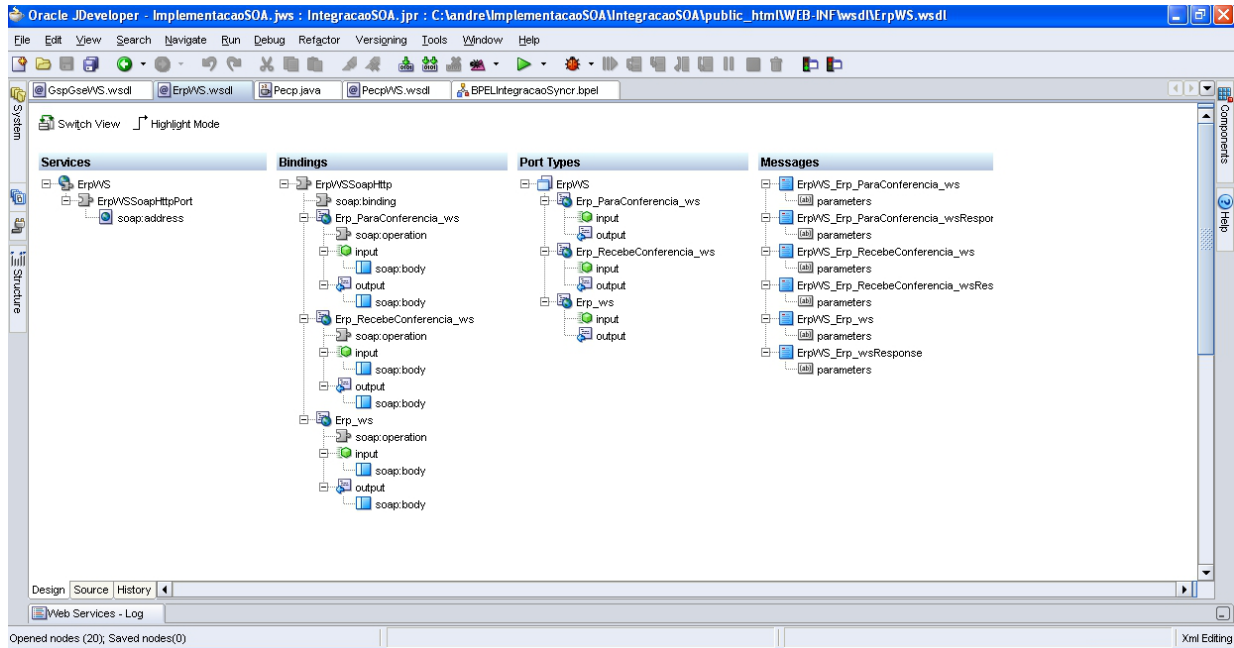 Oracle JDeveloper - ImplementacaoSOA.jws : IntegracaoSOA.jpr : C:\andre\ImplementacaoSOA\IntegracaoSOA\public_html\WEB-INF\wsdl\ErpWS.wsdl
File Edit View Search Navigate Run Debug Refactor Versioning Tools Window Help
GspGseWS.wsdl ErpWS.wsdl Pecp.java PecpWS.wsdl BPELIntegracaoSyncr.bpel
System
Structure
Components
Help
Switch View Highlight Mode
Services
ErpWS
ErpWSSoapHttpPort
soap:address
Bindings
ErpWSSoapHttp
soap:binding
Erp_ParaConferencia_ws
soap:operation
input
soap:body
output
soap:body
Erp_RecebeConferencia_ws
soap:operation
input
soap:body
output
soap:body
Erp_ws
soap:operation
input
soap:body
output
soap:body
Port Types
ErpWS
Erp_ParaConferencia_ws
input
output
Erp_RecebeConferencia_ws
input
output
Erp_ws
input
output
Messages
ErpWS_Erp_ParaConferencia_ws
parameters
ErpWS_Erp_ParaConferencia_wsRespor
parameters
ErpWS_Erp_RecebeConferencia_ws
parameters
ErpWS_Erp_RecebeConferencia_wsRes
parameters
ErpWS_Erp_ws
parameters
ErpWS_Erp_wsResponse
parameters
Design Source History
Web Services - Log
Opened nodes (20); Saved nodes(0) Xml Editing